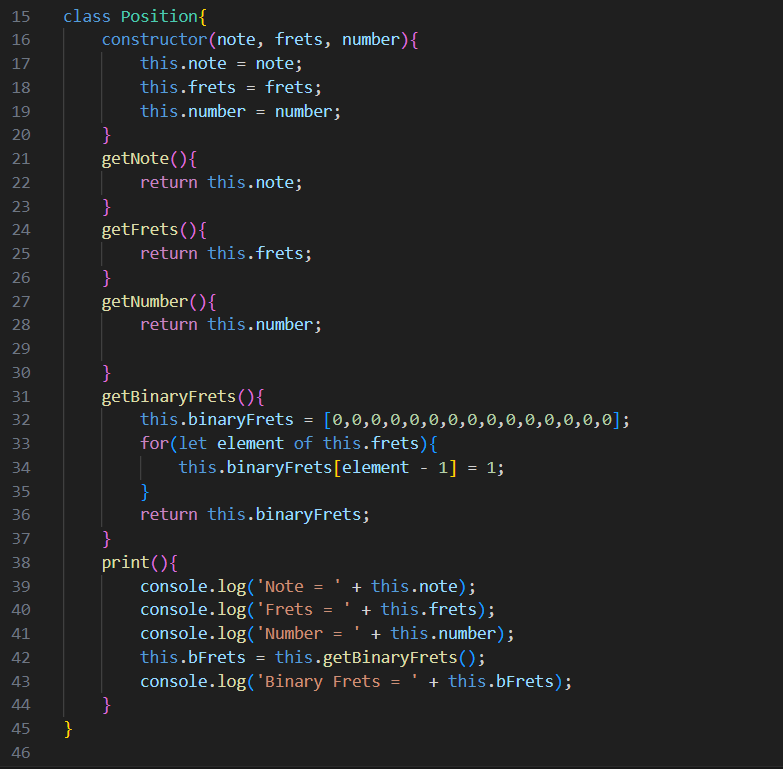 15 class Position{
16     constructor(note, frets, number){
17         this.note = note;
18         this.frets = frets;
19         this.number = number;
20     }
21     getNote(){
22         return this.note;
23     }
24     getFrets(){
25         return this.frets;
26     }
27     getNumber(){
28         return this.number;
29
30     }
31     getBinaryFrets(){
32         this.binaryFrets = [0,0,0,0,0,0,0,0,0,0,0,0,0,0,0];
33         for(let element of this.frets){
34             this.binaryFrets[element - 1] = 1;
35         }
36         return this.binaryFrets;
37     }
38     print(){
39         console.log('Note = ' + this.note);
40         console.log('Frets = ' + this.frets);
41         console.log('Number = ' + this.number);
42         this.bFrets = this.getBinaryFrets();
43         console.log('Binary Frets = ' + this.bFrets);
44     }
45 }
46